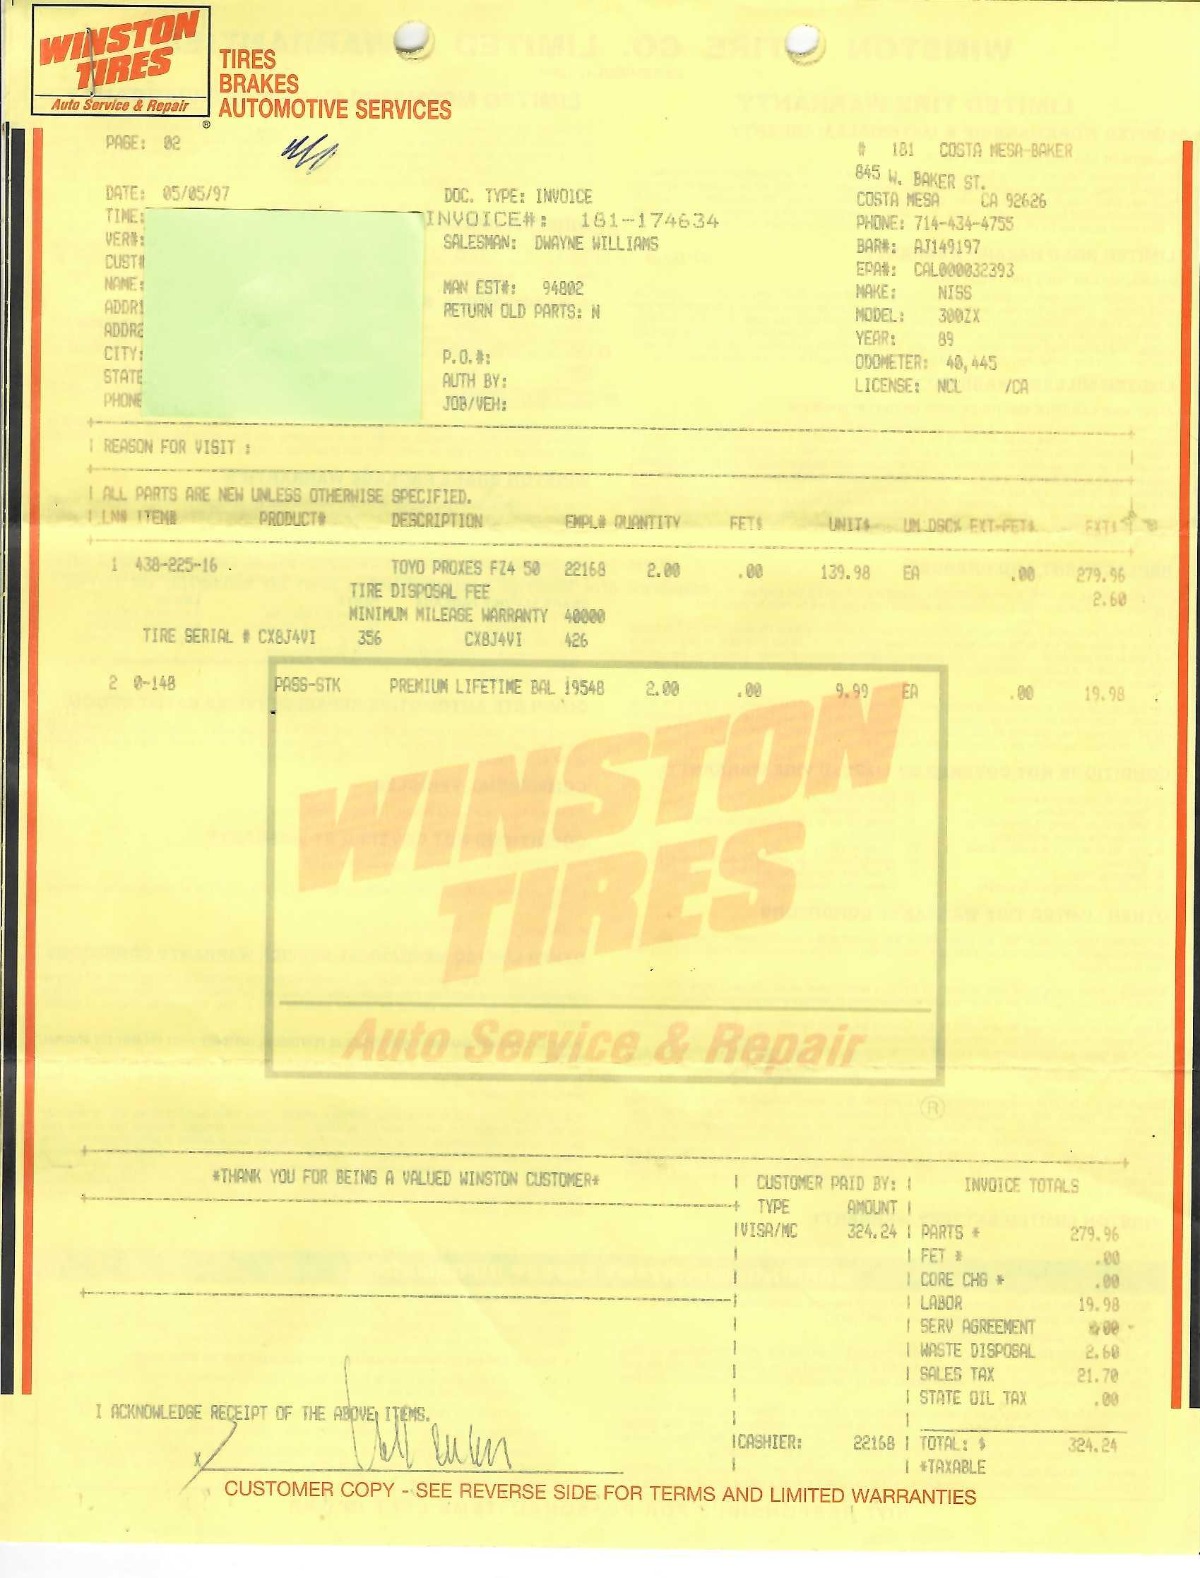 WINSTON TIRES
Auto Service & Repair
®
TIRES
BRAKES
AUTOMOTIVE SERVICES
PAGE: 02
# 181 COSTA MESA-BAKER
845 W. BAKER ST.
COSTA MESA CA 92626
PHONE: 714-434-4755
BAR#: AJ149197
EPA#: CAL000032393
MAKE: NISS
MODEL: 300ZX
YEAR: 89
ODOMETER: 40,445
LICENSE: NCL /CA
DATE: 05/05/97
TIME:
VER#:
CUST#
NAME:
ADDR1
ADDR2
CITY:
STATE
PHONE
DOC. TYPE: INVOICE
INVOICE#: 181-174634
SALESMAN: DWAYNE WILLIAMS
MAN EST#: 94802
RETURN OLD PARTS: N
P.O.#:
AUTH BY:
JOB/VEH:
REASON FOR VISIT :
ALL PARTS ARE NEW UNLESS OTHERWISE SPECIFIED.
LN# ITEM# PRODUCT# DESCRIPTION EMPL# QUANTITY FET$ UNIT$ UM DSC% EXT-FET$ EXT$
1 438-225-16 TOYO PROXES FZ4 50 22168 2.00 .00 139.98 EA .00 279.96
TIRE DISPOSAL FEE 2.60
MINIMUM MILEAGE WARRANTY 40000
TIRE SERIAL # CX8J4VI 356 CX8J4VI 426
2 0-148 PASS-STK PREMIUM LIFETIME BAL 19548 2.00 .00 9.99 EA .00 19.98
WINSTON
TIRES
Auto Service & Repair
®
*THANK YOU FOR BEING A VALUED WINSTON CUSTOMER*
CUSTOMER PAID BY:
TYPE AMOUNT
VISA/MC 324.24
CASHIER: 22168
INVOICE TOTALS
PARTS * 279.96
FET * .00
CORE CHG * .00
LABOR 19.98
SERV AGREEMENT .00
WASTE DISPOSAL 2.60
SALES TAX 21.70
STATE OIL TAX .00
TOTAL: $ 324.24
*TAXABLE
I ACKNOWLEDGE RECEIPT OF THE ABOVE ITEMS.
X
CUSTOMER COPY - SEE REVERSE SIDE FOR TERMS AND LIMITED WARRANTIES